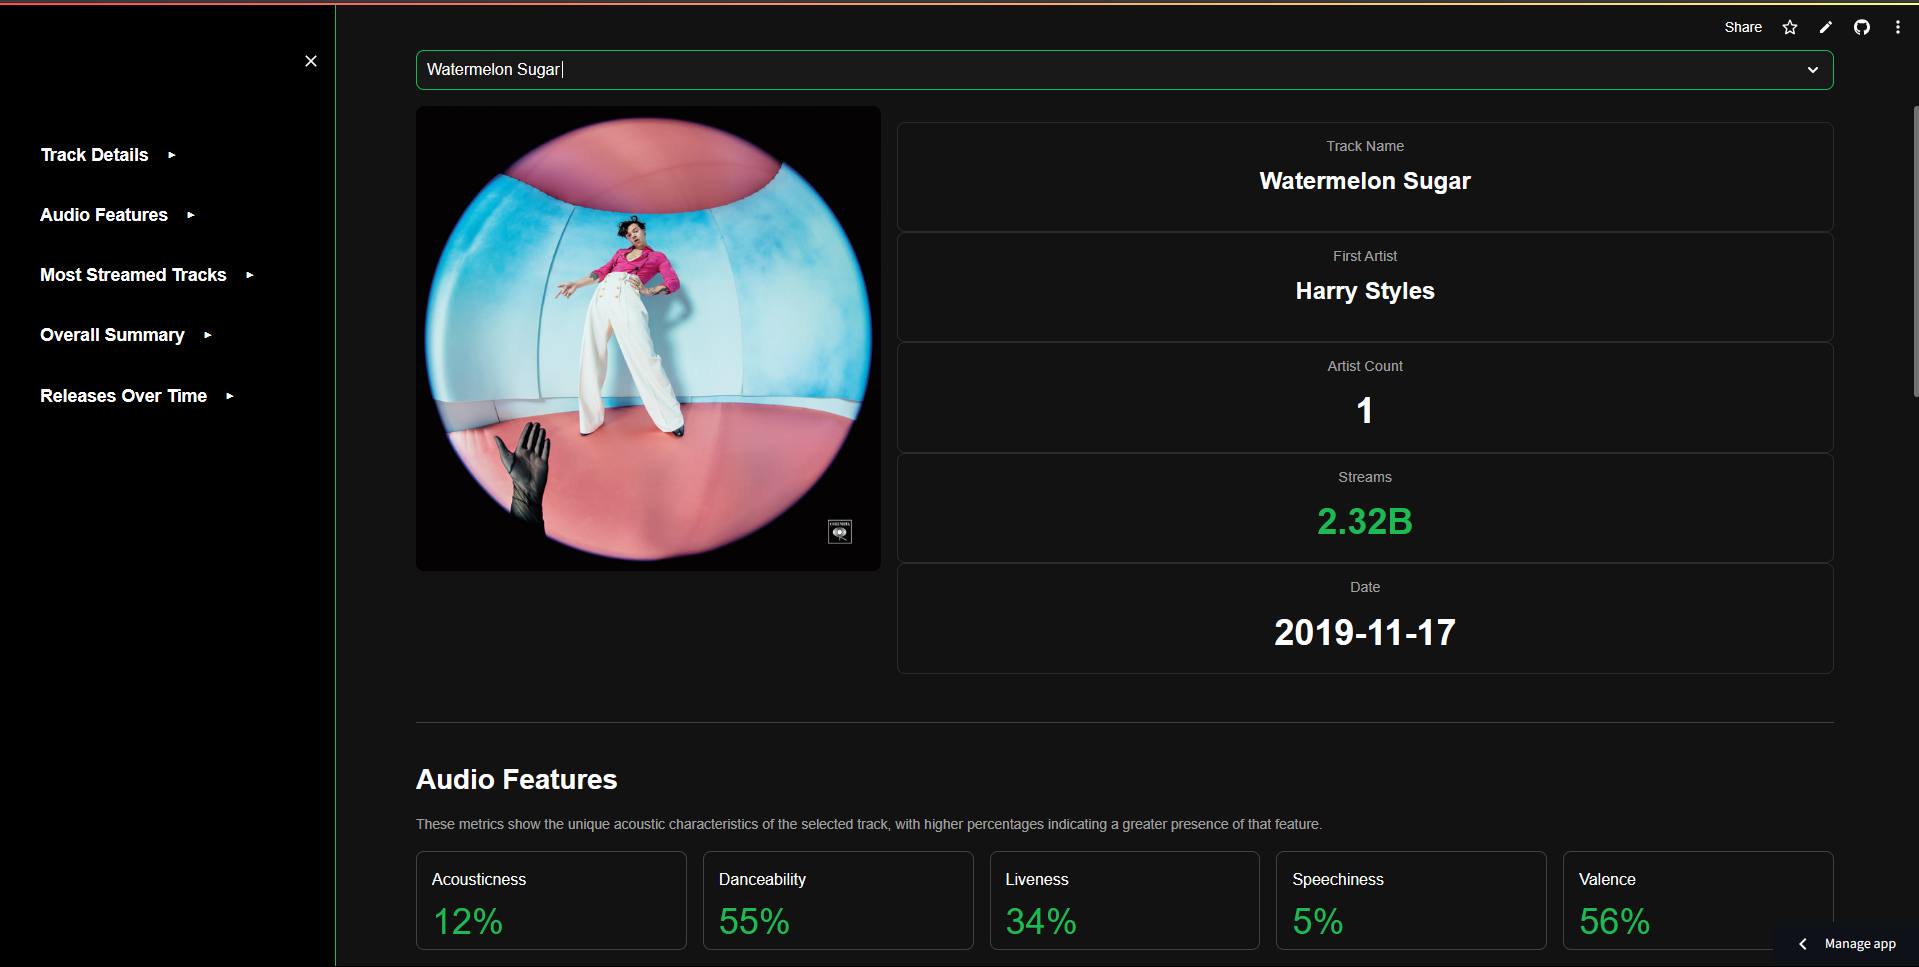 Share
Watermelon Sugar
Track Details
Audio Features
Most Streamed Tracks
Overall Summary
Releases Over Time
COLUMBIA
Track Name
Watermelon Sugar
First Artist
Harry Styles
Artist Count
1
Streams
2.32B
Date
2019-11-17
Audio Features
These metrics show the unique acoustic characteristics of the selected track, with higher percentages indicating a greater presence of that feature.
Acousticness
12%
Danceability
55%
Liveness
34%
Speechiness
5%
Valence
56%
Manage app